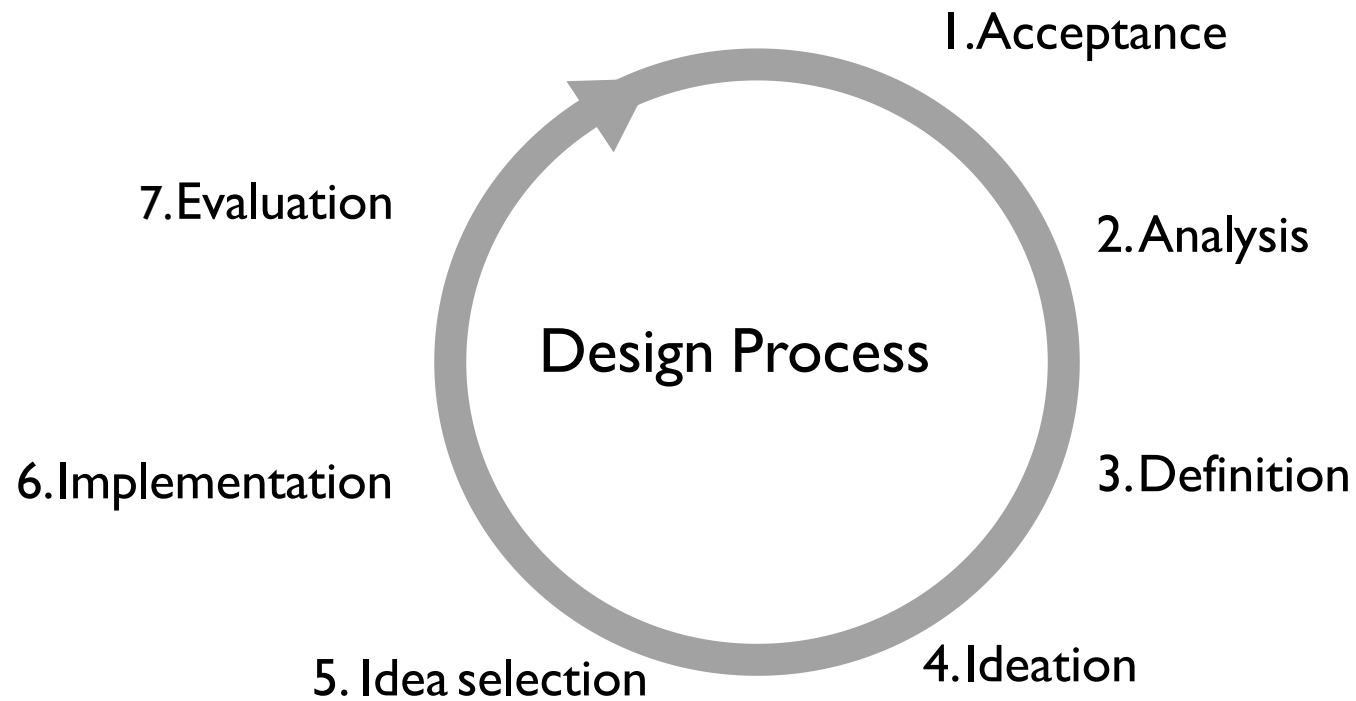 1.Acceptance
7.Evaluation
2.Analysis
Design Process
6.Implementation
3.Definition
5. Idea selection
4.Ideation